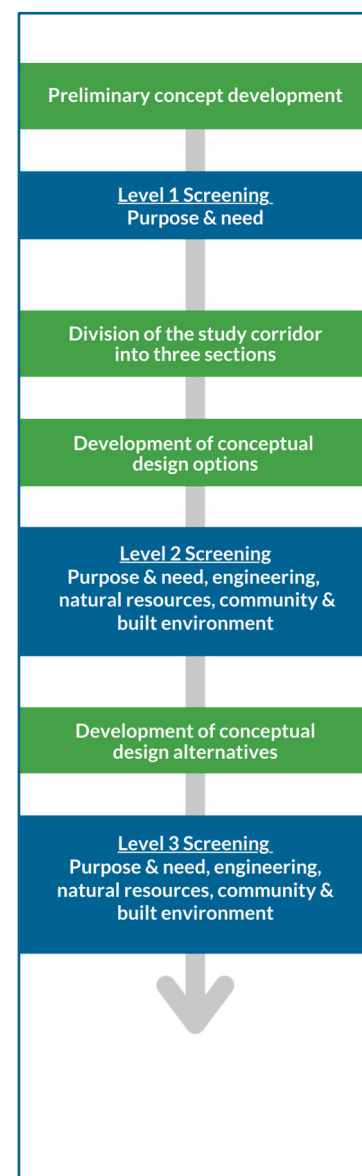 Preliminary concept development
Level 1 Screening
Purpose & need
Division of the study corridor
into three sections
Development of conceptual
design options
Level 2 Screening
Purpose & need, engineering,
natural resources, community &
built environment
Development of conceptual
design alternatives
Level 3 Screening
Purpose & need, engineering,
natural resources, community &
built environment